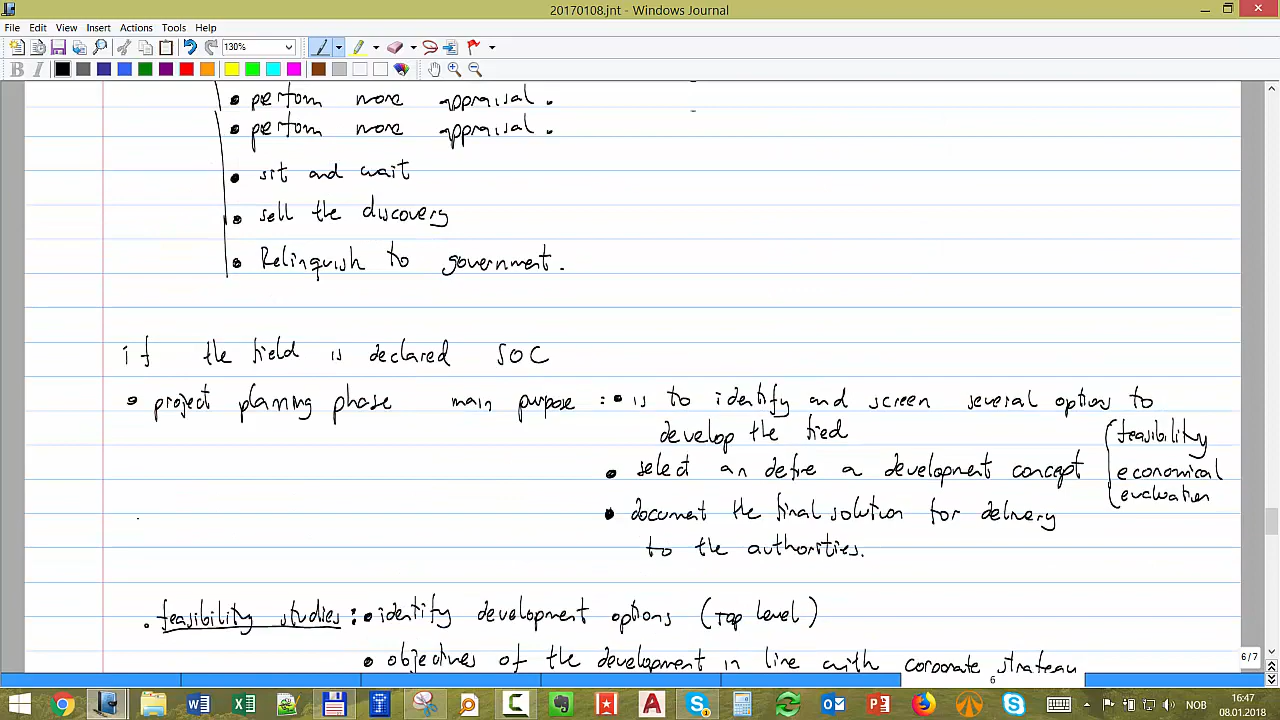 20170108.jnt - Windows Journal
File Edit View Insert Actions Tools Help
130%
B I
• perform more appraisal.
• perform more appraisal.
• sit and wait
• sell the discovery
• Relinquish to government.
if the field is declared SOC
• project planing phase main purpose : • is to identify and screen several options to
develop the field
{feasibility
• select an define a development concept
economical
evaluation
• document the final solution for delivery
to the authorities.
• feasibility studies : • identify development options (Top Level)
• objectives of the development in line with corporate strategy
6/7
6
16:47
NOB
08.01.2018